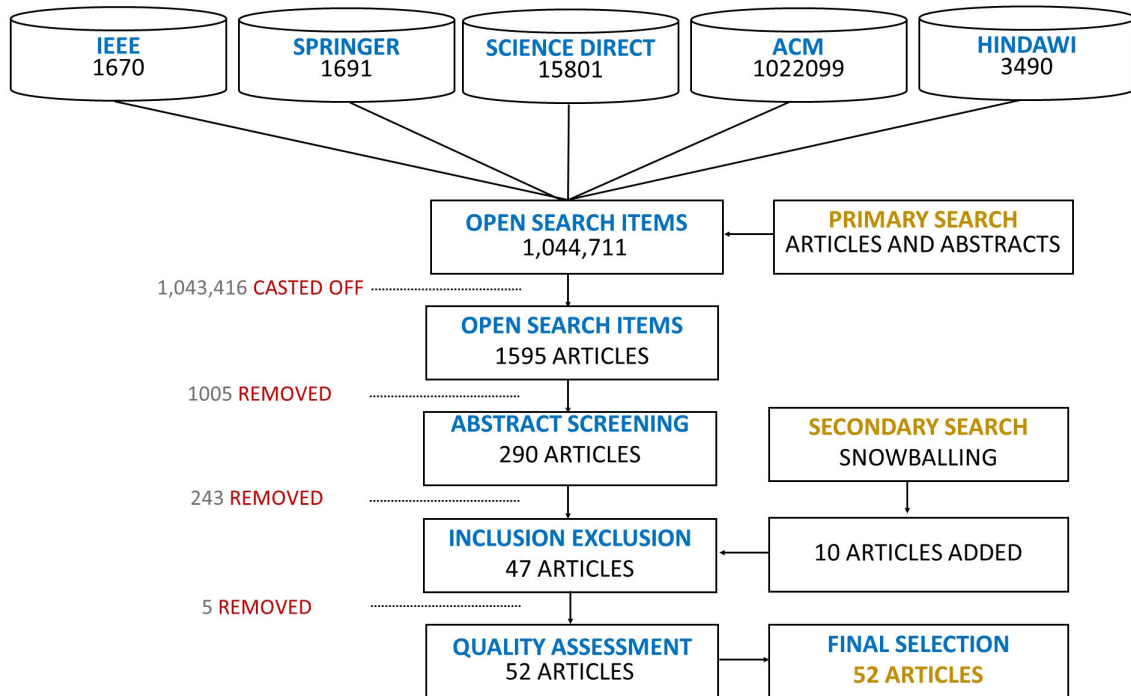 IEEE
1670
SPRINGER
1691
SCIENCE DIRECT
15801
ACM
1022099
HINDAWI
3490
OPEN SEARCH ITEMS
1,044,711
PRIMARY SEARCH
ARTICLES AND ABSTRACTS
1,043,416 CASTED OFF
OPEN SEARCH ITEMS
1595 ARTICLES
1005 REMOVED
ABSTRACT SCREENING
290 ARTICLES
SECONDARY SEARCH
SNOWBALLING
243 REMOVED
INCLUSION EXCLUSION
47 ARTICLES
10 ARTICLES ADDED
5 REMOVED
QUALITY ASSESSMENT
52 ARTICLES
FINAL SELECTION
52 ARTICLES